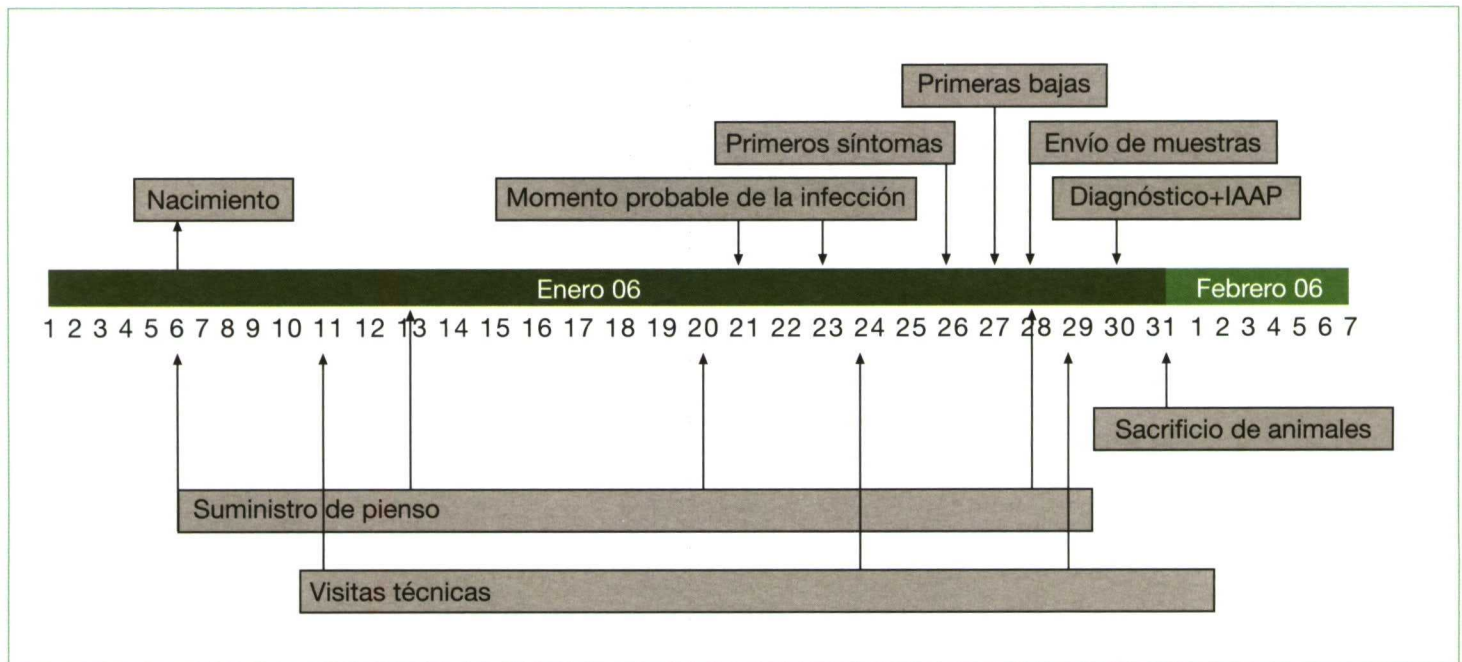 Primeras bajas
Primeros síntomas
Envío de muestras
Nacimiento
Momento probable de la infección
Diagnóstico+IAAP
Enero 06
Febrero 06
1 2 3 4 5 6 7 8 9 10 11 12 13 14 15 16 17 18 19 20 21 22 23 24 25 26 27 28 29 30 31 1 2 3 4 5 6 7
Sacrificio de animales
Suministro de pienso
Visitas técnicas